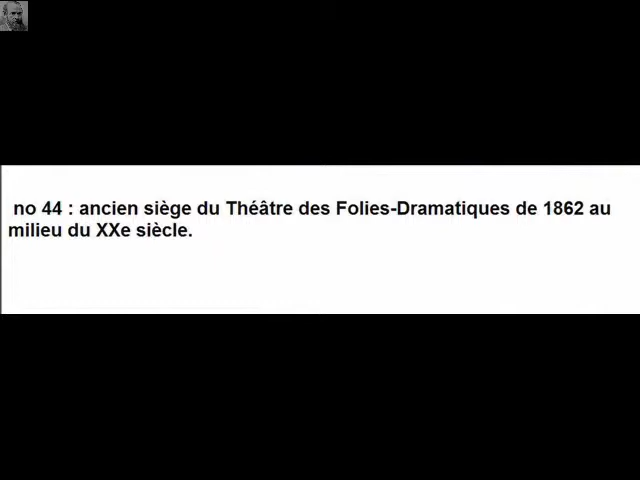 no 44 : ancien siège du Théâtre des Folies-Dramatiques de 1862 au
milieu du XXe siècle.